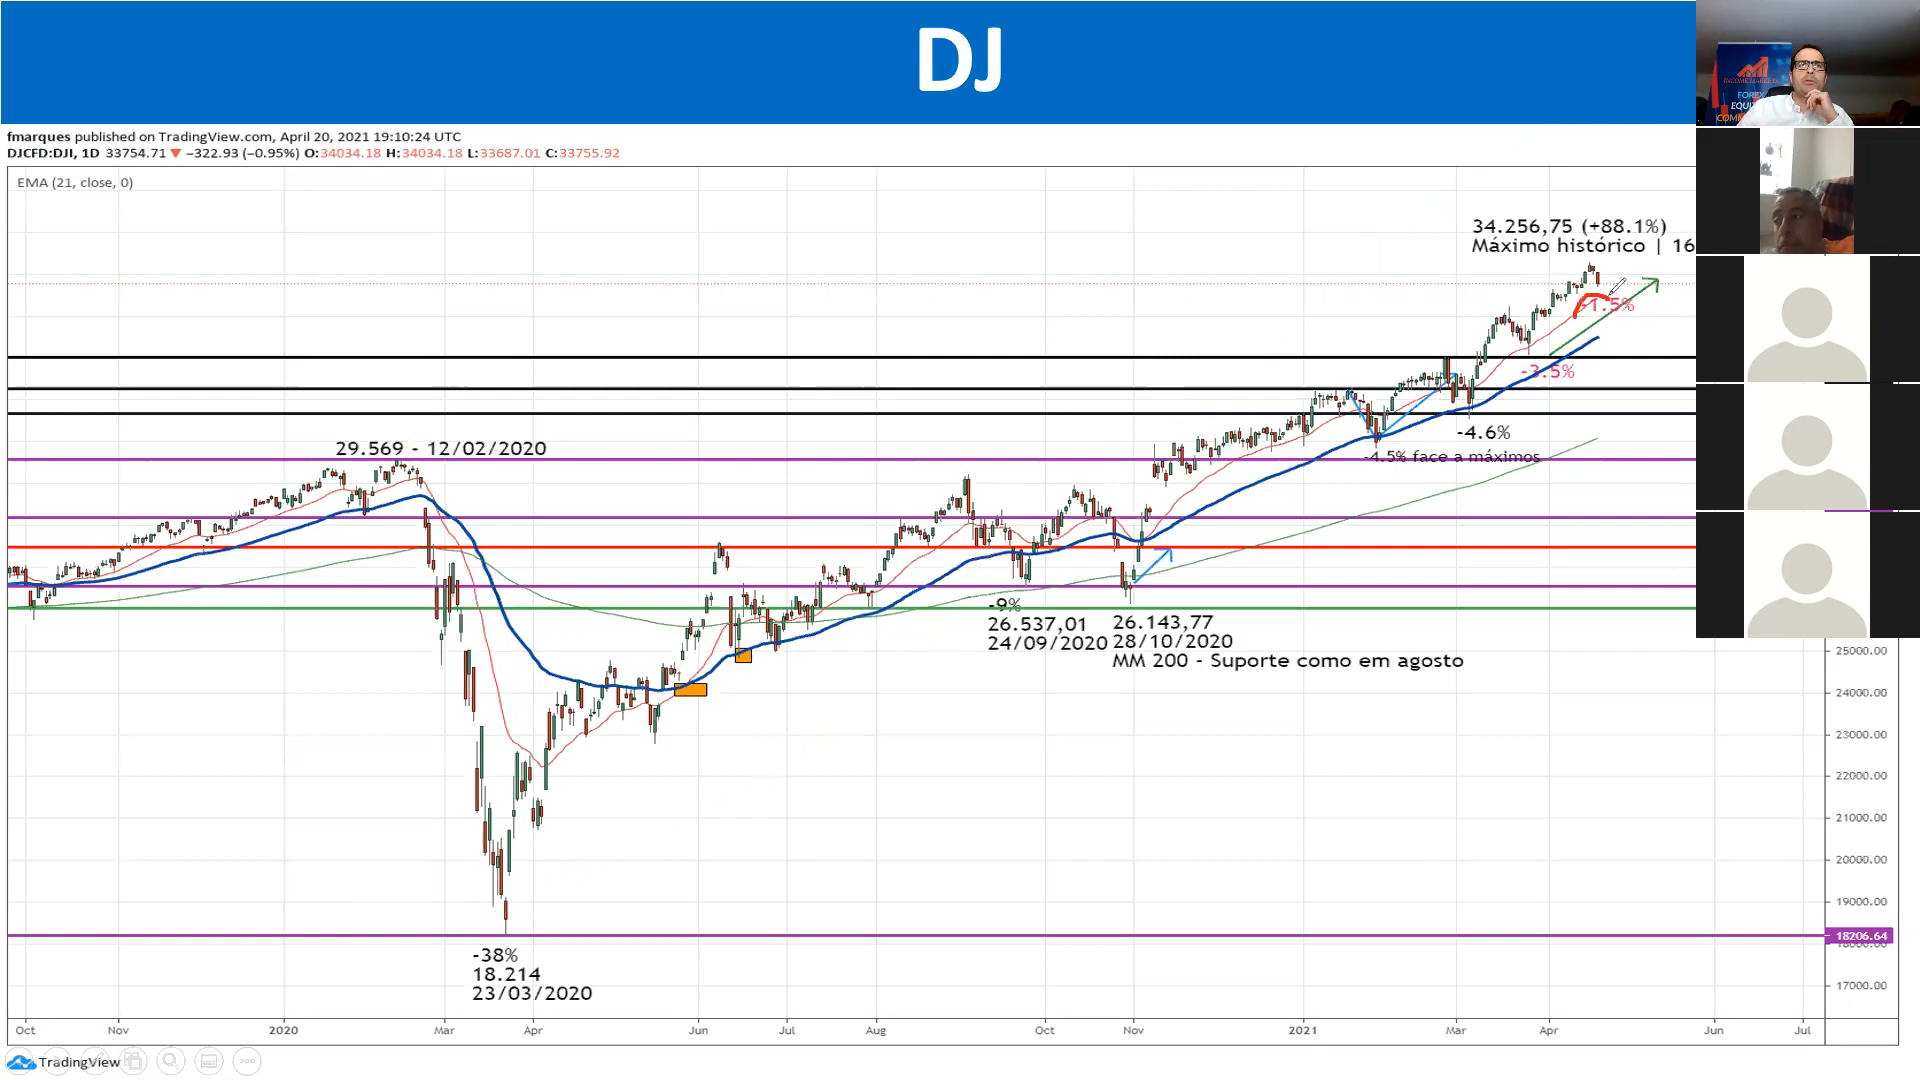 DJ
fmarques published on TradingView.com, April 20, 2021 19:10:24 UTC
DJCFD:DJI, 1D 33754.71 ▼ −322.93 (−0.95%) O:34034.18 H:34034.18 L:33687.01 C:33755.92
EMA (21, close, 0)
34.256,75 (+88.1%)
Máximo histórico | 16
-1.5%
-3.5%
-4.6%
-4.5% face a máximos
29.569 - 12/02/2020
-9%
26.537,01
24/09/2020
26.143,77
28/10/2020
MM 200 - Suporte como em agosto
-38%
18.214
23/03/2020
25000.00
24000.00
23000.00
22000.00
21000.00
20000.00
19000.00
18206.64
17000.00
Oct Nov 2020 Mar Apr Jun Jul Aug Oct Nov 2021 Mar Apr Jun Jul
TradingView
FOREX